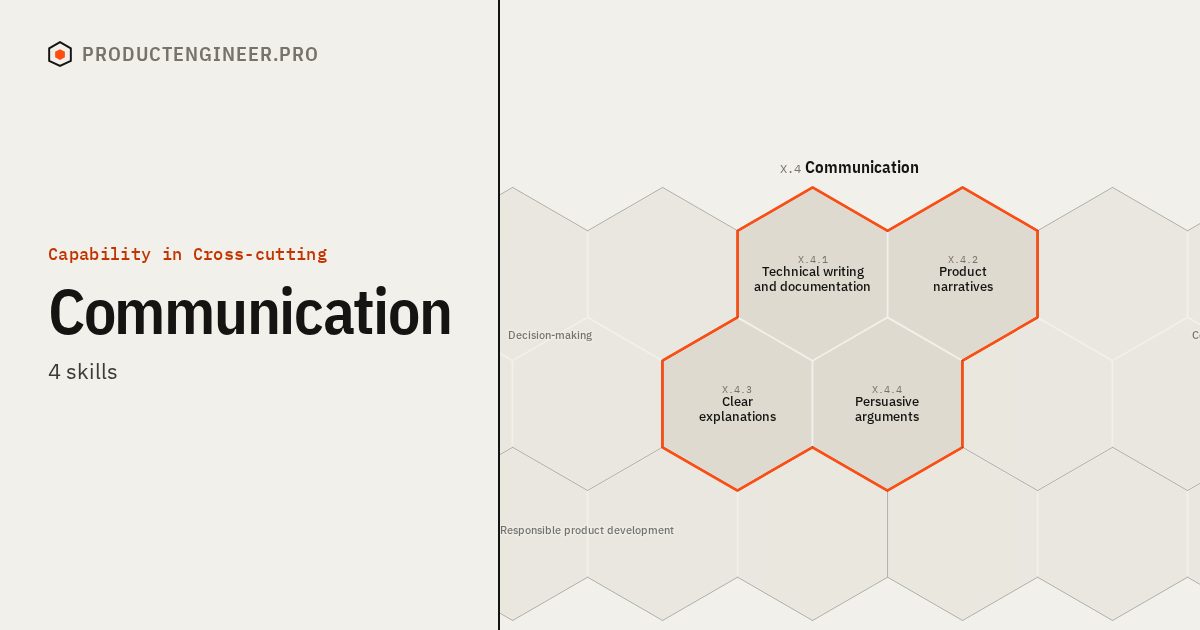 PRODUCTENGINEER.PRO
Capability in Cross-cutting
Communication
4 skills
X.4 Communication
X.4.1
Technical writing
and documentation
X.4.2
Product
narratives
Decision-making
X.4.3
Clear
explanations
X.4.4
Persuasive
arguments
Responsible product development